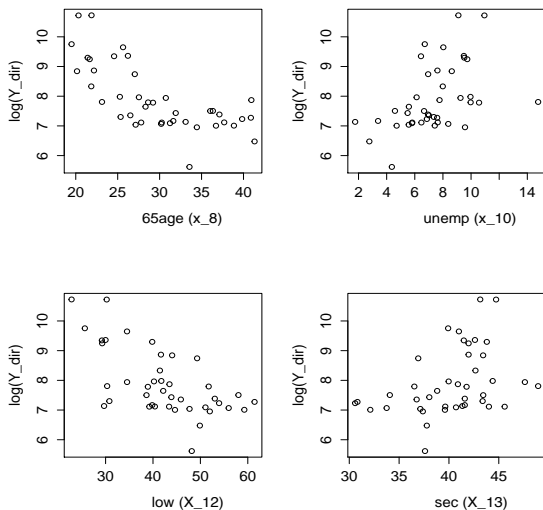 log(Y_dir)
10
9
8
7
6
20 25 30 35 40
65age (x_8)
log(Y_dir)
10
9
8
7
6
2 4 6 8 10 14
unemp (x_10)
log(Y_dir)
10
9
8
7
6
30 40 50 60
low (X_12)
log(Y_dir)
10
9
8
7
6
30 35 40 45
sec (X_13)